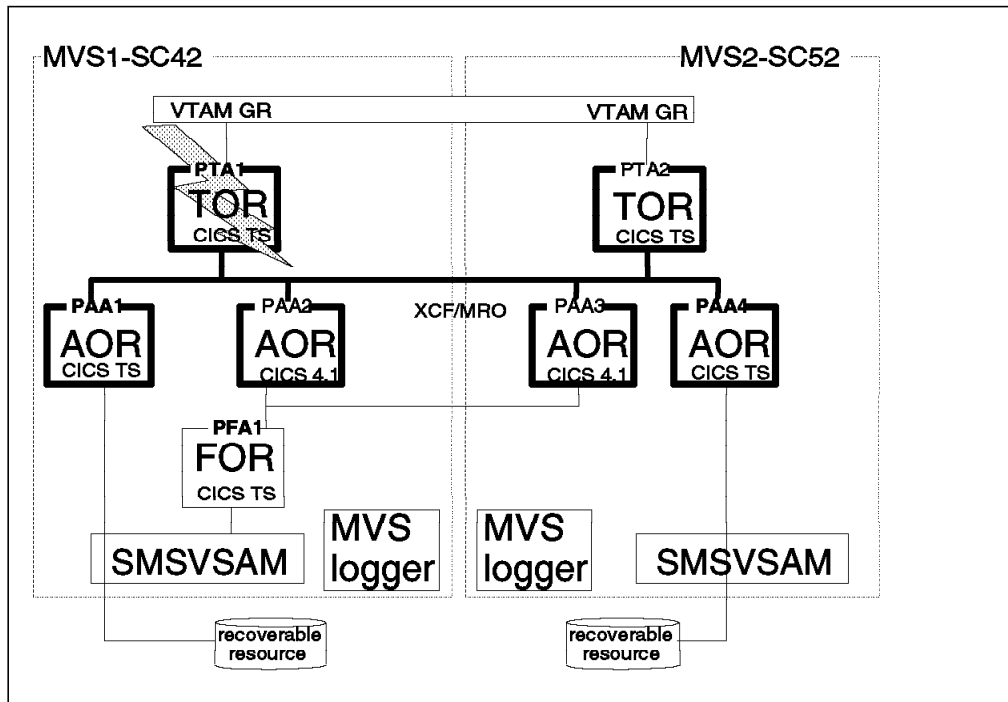 MVS1-SC42
MVS2-SC52
VTAM GR
VTAM GR
PTA1
TOR
CICS TS
PTA2
TOR
CICS TS
XCF/MRO
PAA1
AOR
CICS TS
PAA2
AOR
CICS 4.1
PAA3
AOR
CICS 4.1
PAA4
AOR
CICS TS
PFA1
FOR
CICS TS
SMSVSAM
MVS
logger
MVS
logger
SMSVSAM
recoverable
resource
recoverable
resource